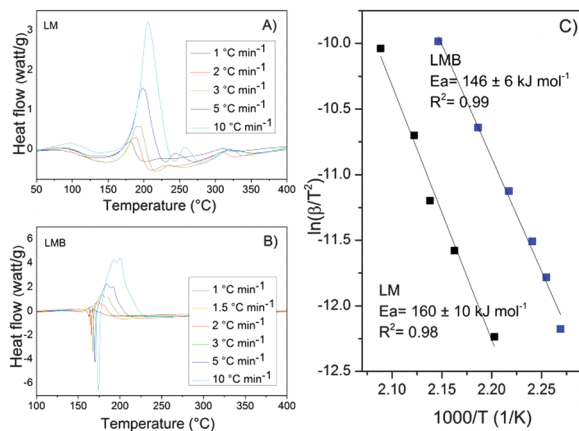 LM
A)
1 °C min⁻¹
2 °C min⁻¹
3 °C min⁻¹
5 °C min⁻¹
10 °C min⁻¹
Heat flow (watt/g)
3
2
1
0
50 100 150 200 250 300 350 400
Temperature (°C)
LMB
B)
1 °C min⁻¹
1.5 °C min⁻¹
2 °C min⁻¹
3 °C min⁻¹
5 °C min⁻¹
10 °C min⁻¹
Heat flow (watt/g)
4
2
0
-2
-4
-6
100 150 200 250 300 350 400
Temperature (°C)
C)
LMB
Ea= 146 ± 6 kJ mol⁻¹
R²= 0.99
LM
Ea= 160 ± 10 kJ mol⁻¹
R²= 0.98
ln(β/T²),
-10.0
-10.5
-11.0
-11.5
-12.0
-12.5
2.10 2.15 2.20 2.25
1000/T (1/K)